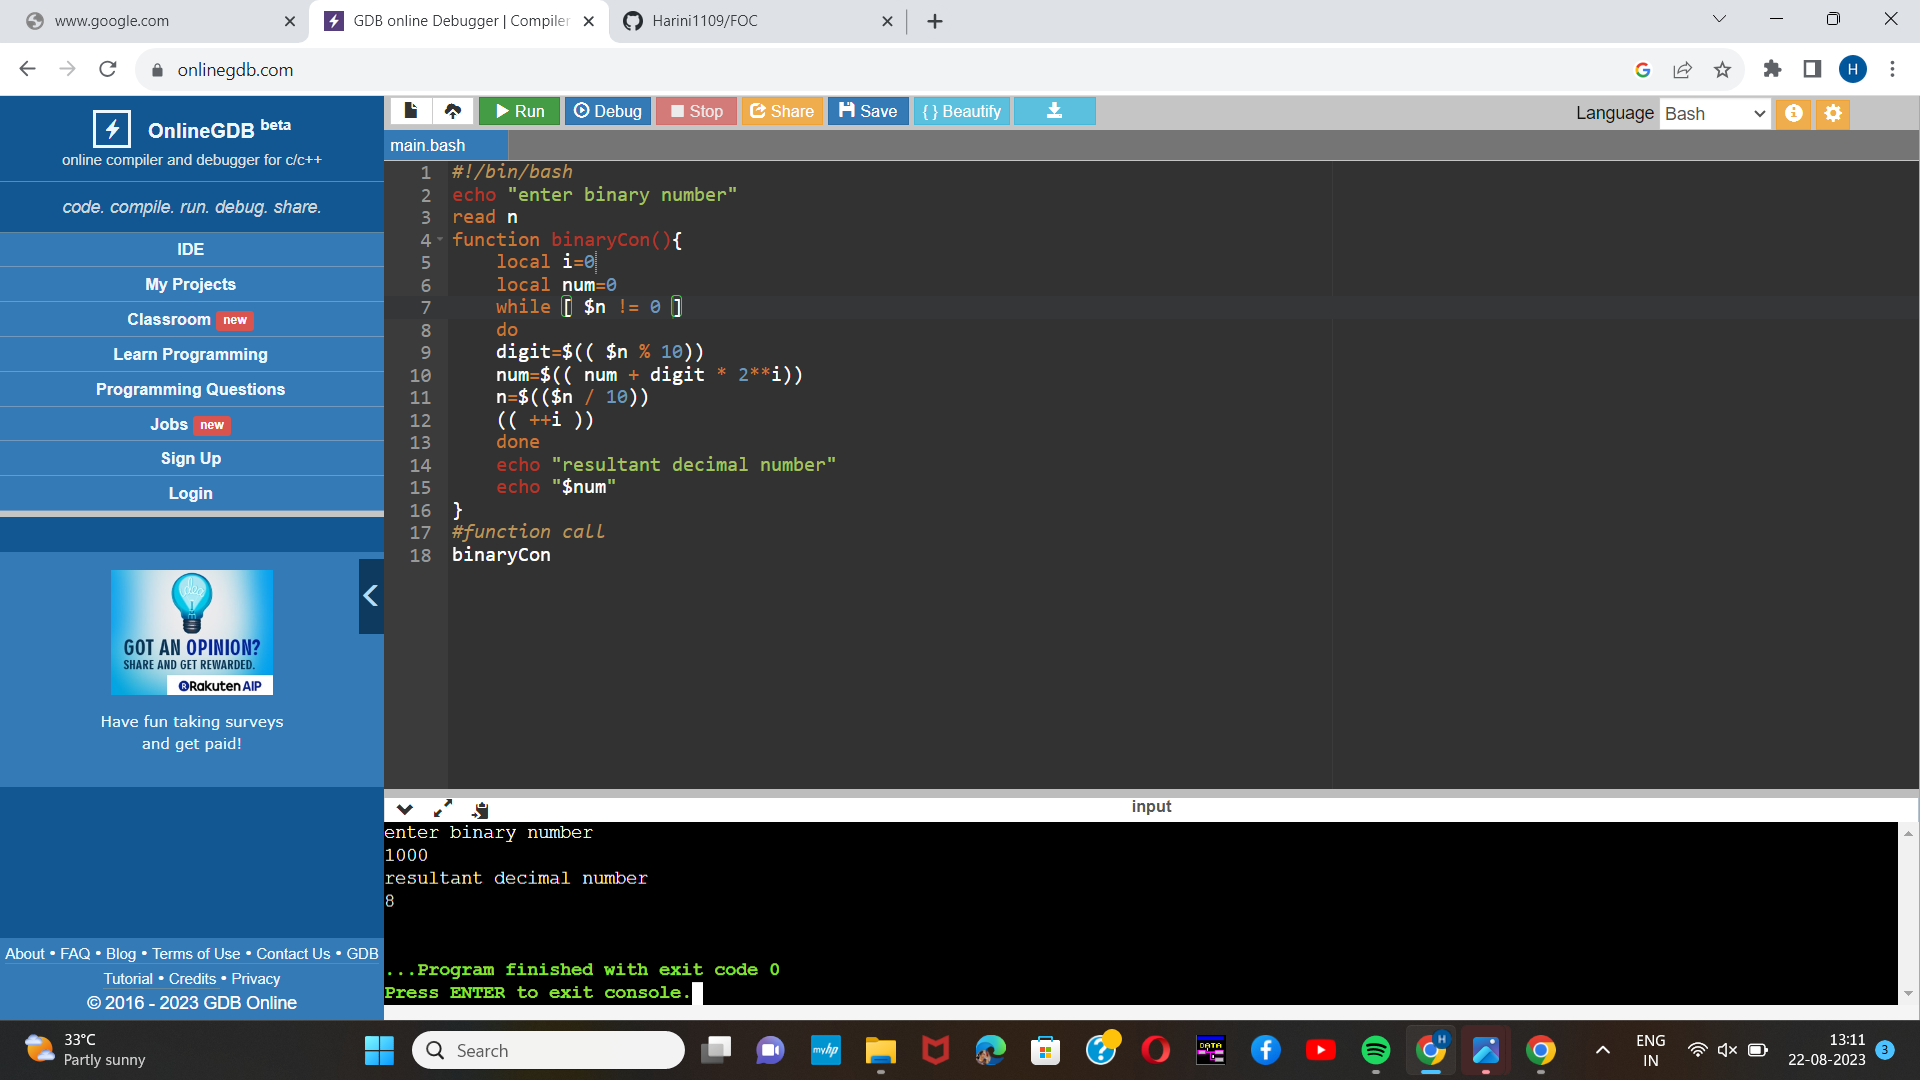 www.google.com
GDB online Debugger | Compiler
Harini1109/FOC
onlinegdb.com
H
OnlineGDB beta
online compiler and debugger for c/c++
code. compile. run. debug. share.
IDE
My Projects
Classroom new
Learn Programming
Programming Questions
Jobs new
Sign Up
Login
GOT AN OPINION?
SHARE AND GET REWARDED.
Rakuten AIP
Have fun taking surveys
and get paid!
About • FAQ • Blog • Terms of Use • Contact Us • GDB
Tutorial • Credits • Privacy
© 2016 - 2023 GDB Online
Run Debug Stop Share Save { } Beautify
Language Bash
main.bash
1 #!/bin/bash
2 echo "enter binary number"
3 read n
4 function binaryCon(){
5 local i=0
6 local num=0
7 while [ $n != 0 ]
8 do
9 digit=$(( $n % 10))
10 num=$(( num + digit * 2**i))
11 n=$(($n / 10))
12 (( ++i ))
13 done
14 echo "resultant decimal number"
15 echo "$num"
16 }
17 #function call
18 binaryCon
input
enter binary number
1000
resultant decimal number
8
...Program finished with exit code 0
Press ENTER to exit console.
33°C
Partly sunny
Search
myhp
DATA
H
ENG
IN
13:11
22-08-2023
3